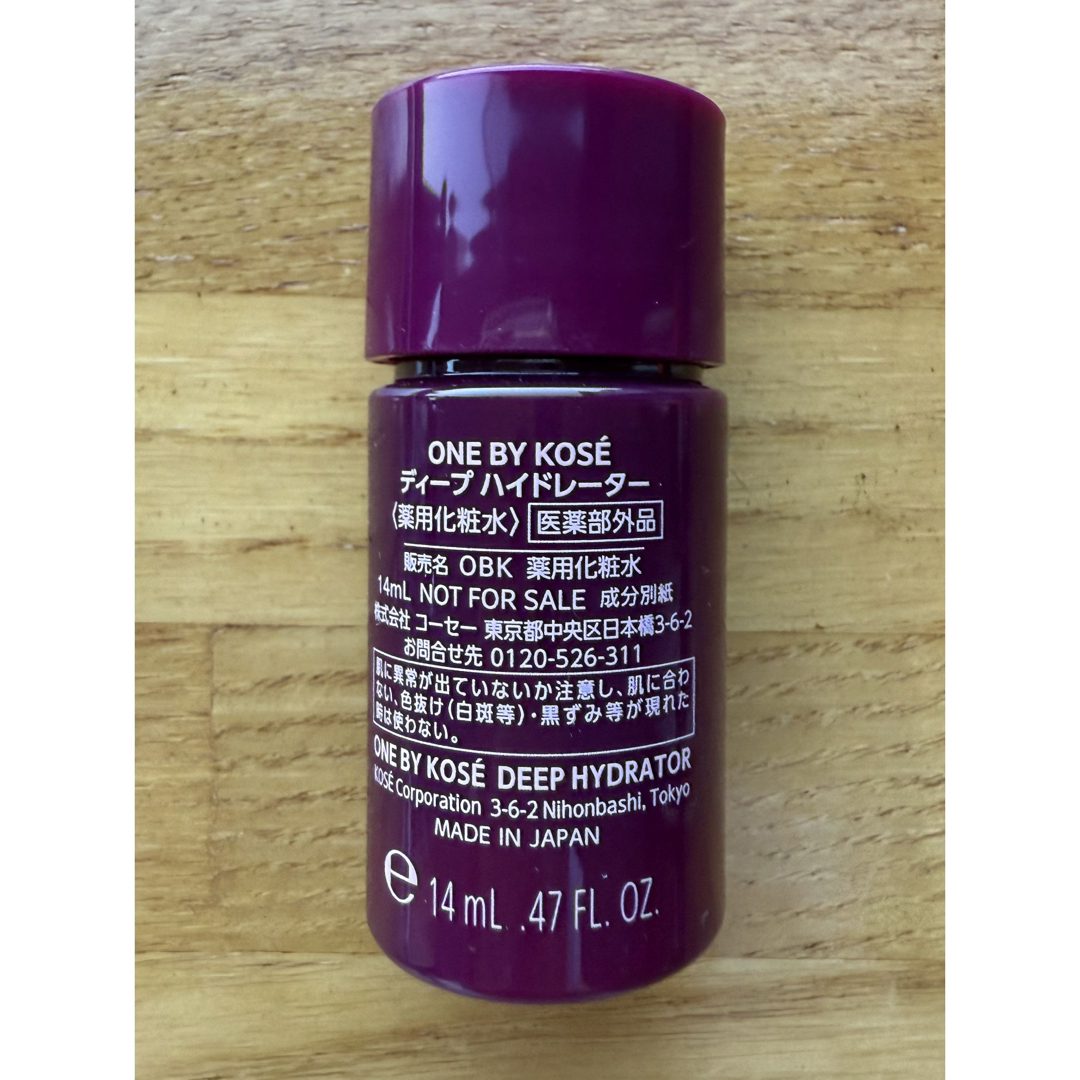 ONE BY KOSÉ
ディープ ハイドレーター
〈薬用化粧水〉 医薬部外品
販売名 OBK 薬用化粧水
14mL NOT FOR SALE 成分別紙
株式会社 コーセー 東京都中央区日本橋3-6-2
お問合せ先 0120-526-311
肌に異常が出ていないか注意し、肌に合わ
ない、色抜け(白斑等)・黒ずみ等が現れた
時は使わない。
ONE BY KOSÉ DEEP HYDRATOR
KOSÉ Corporation 3-6-2 Nihonbashi, Tokyo
MADE IN JAPAN
℮ 14 mL .47 FL. OZ.